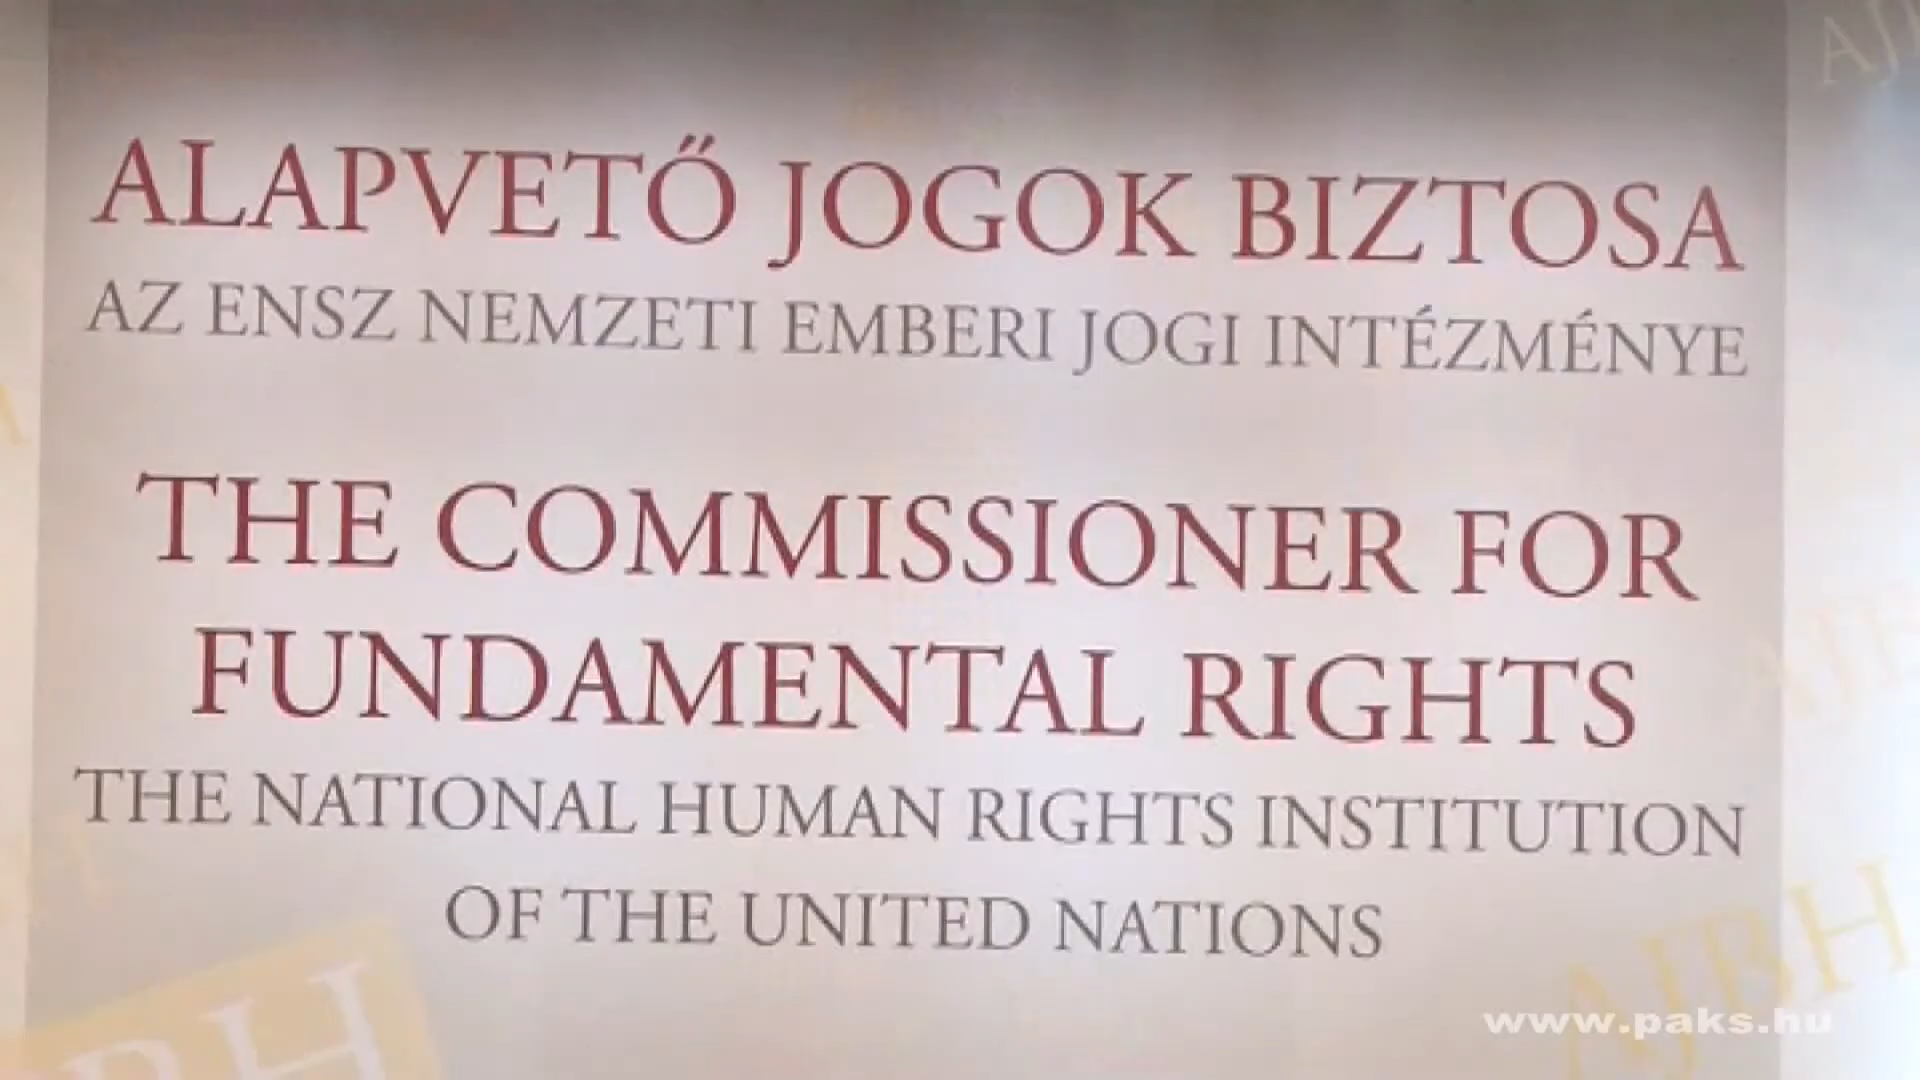 ALAPVETŐ JOGOK BIZTOSA
AZ ENSZ NEMZETI EMBERI JOGI INTÉZMÉNYE
THE COMMISSIONER FOR
FUNDAMENTAL RIGHTS
THE NATIONAL HUMAN RIGHTS INSTITUTION
OF THE UNITED NATIONS
AJBH
www.paks.hu